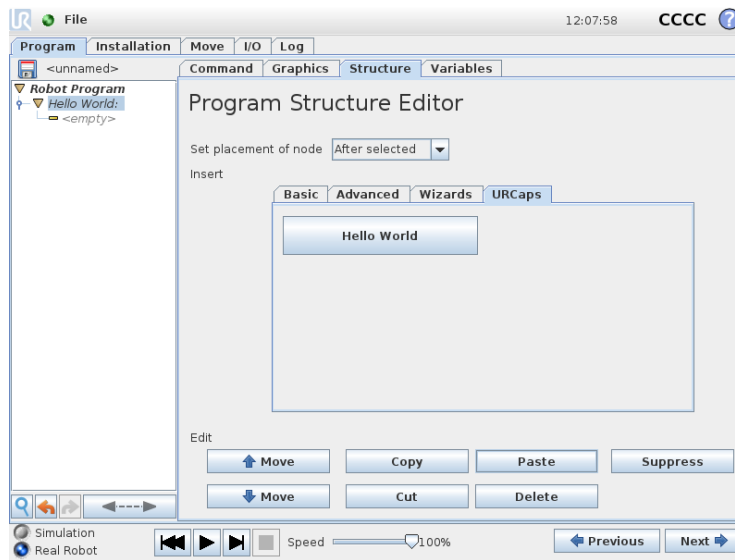 UR File 12:07:58 CCCC ?
Program Installation Move I/O Log
<unnamed> Command Graphics Structure Variables
Robot Program
Hello World:
<empty>
Program Structure Editor
Set placement of node After selected
Insert
Basic Advanced Wizards URCaps
Hello World
Edit
Move Copy Paste Suppress
Move Cut Delete
Simulation
Real Robot
Speed 100% Previous Next